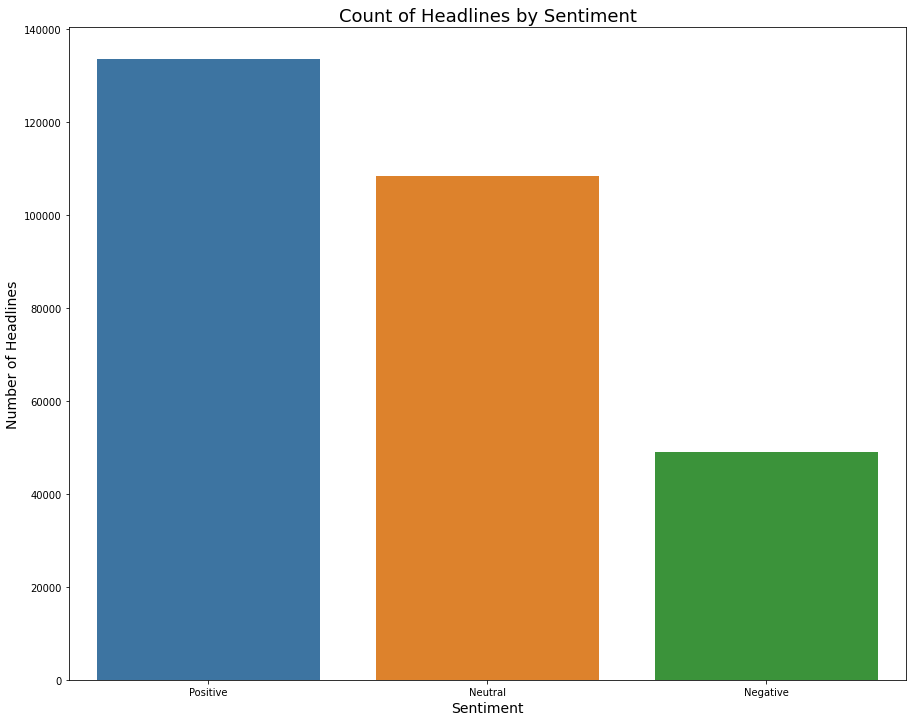 Count of Headlines by Sentiment
140000
120000
100000
80000
60000
40000
20000
0
Number of Headlines
Positive
Neutral
Negative
Sentiment